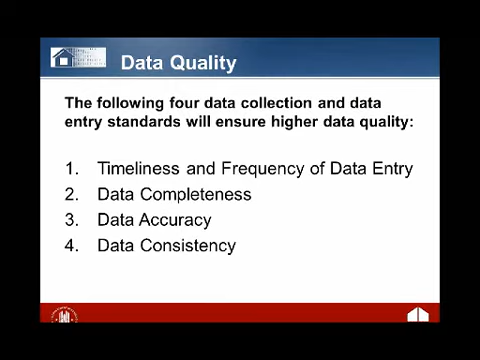 Data Quality
The following four data collection and data
entry standards will ensure higher data quality:
1. Timeliness and Frequency of Data Entry
2. Data Completeness
3. Data Accuracy
4. Data Consistency